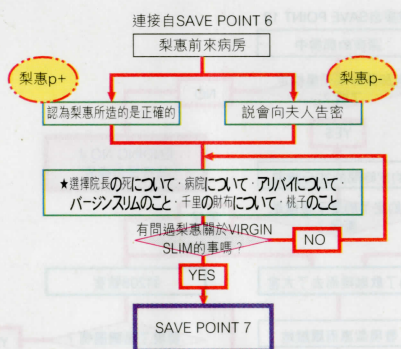 連接自SAVE POINT 6
梨惠前來病房
梨惠p+
梨惠p-
認為梨惠所造的是正確的
説會向夫人告密
★選擇院長の死について‧病院について‧アリバイについて‧
バージンスリムのこと‧千里の財布について‧桃子のこと
有問過梨惠關於VIRGIN
SLIM的事嗎？
NO
YES
SAVE POINT 7